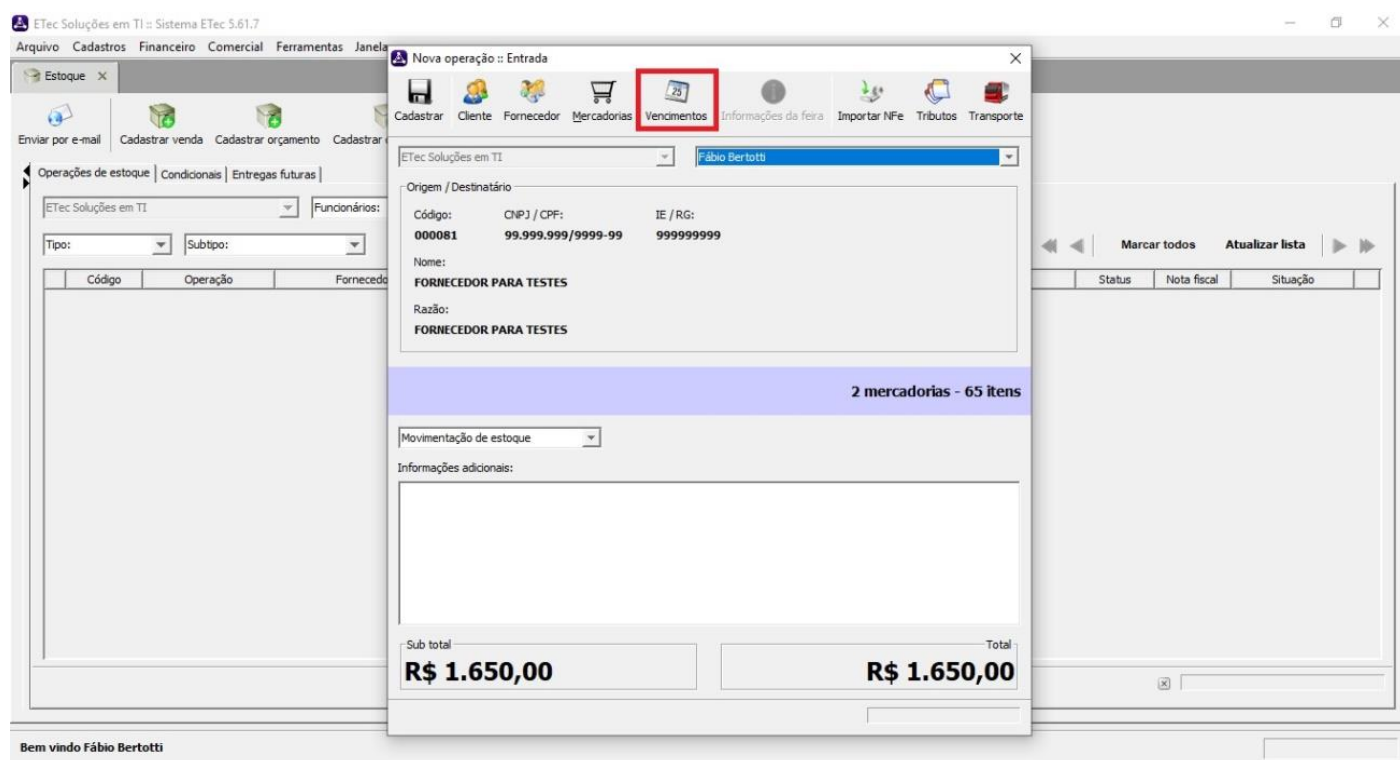 ETec Soluções em TI :: Sistema ETec 5.61.7
Arquivo Cadastros Financeiro Comercial Ferramentas Janela
Estoque
Enviar por e-mail Cadastrar venda Cadastrar orçamento Cadastrar
Operações de estoque Condicionais Entregas futuras
ETec Soluções em TI Funcionários:
Tipo: Subtipo:
Marcar todos Atualizar lista
Código Operação Fornecedo Status Nota fiscal Situação
Nova operação :: Entrada
Cadastrar Cliente Fornecedor Mercadorias Vencimentos Informações da feira Importar NFe Tributos Transporte
25
ETec Soluções em TI Fábio Bertotti
Origem / Destinatário
Código: CNPJ / CPF: IE / RG:
000081 99.999.999/9999-99 999999999
Nome:
FORNECEDOR PARA TESTES
Razão:
FORNECEDOR PARA TESTES
2 mercadorias - 65 itens
Movimentação de estoque
Informações adicionais:
Sub total Total
R$ 1.650,00 R$ 1.650,00
Bem vindo Fábio Bertotti